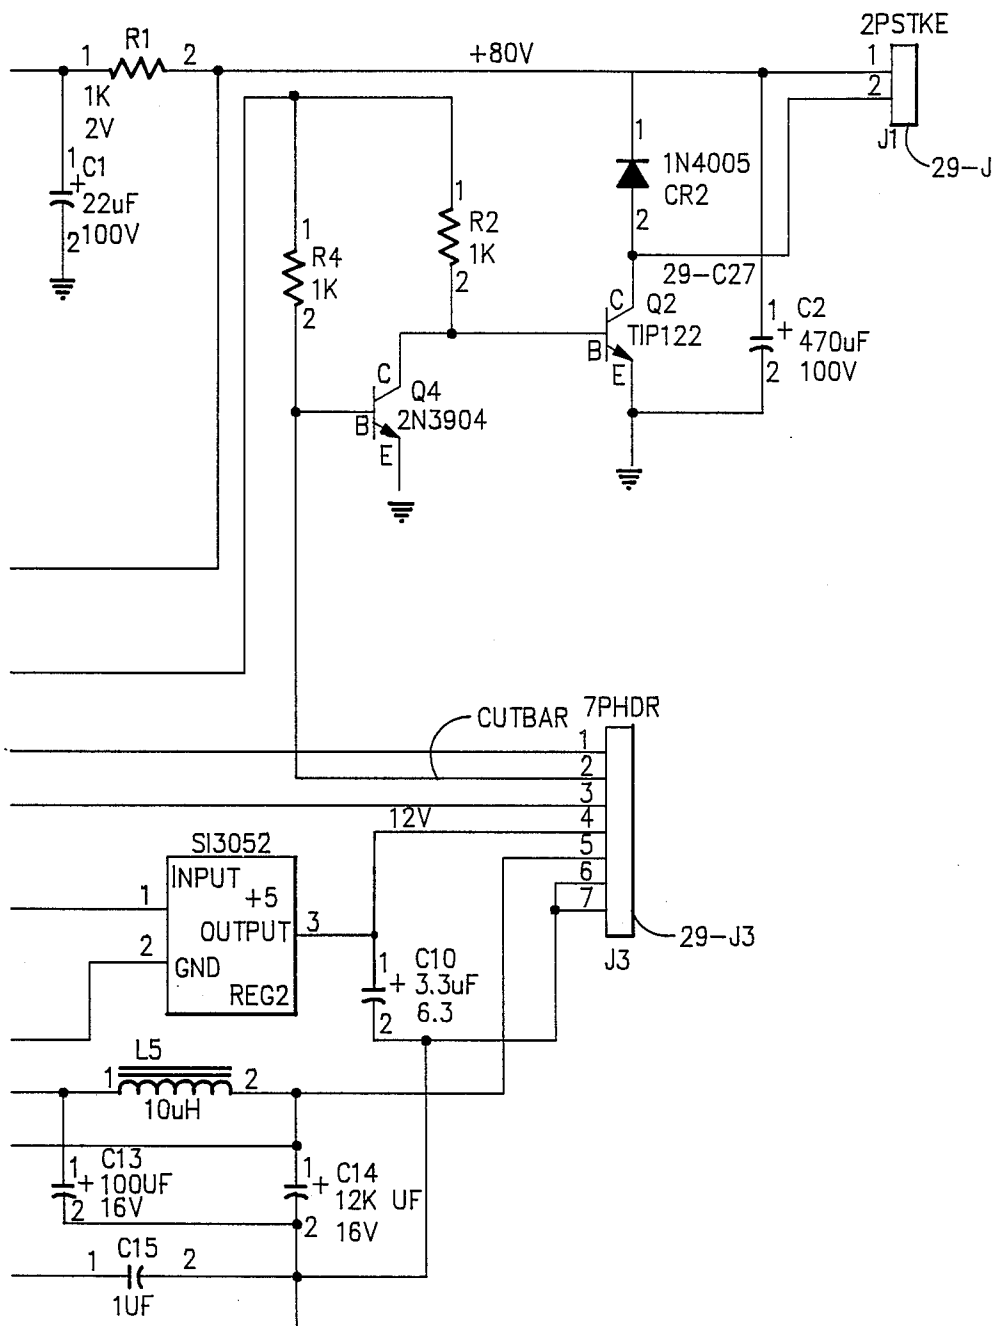 2PSTKE
R1
1
2
+80V
1
2
1K
2V
J1
29-J
1
C1
+
22uF
2
100V
1
1N4005
CR2
2
1
R2
1K
2
1
R4
1K
2
29-C27
C
Q2
TIP122
B
E
1
C2
+
470uF
2
100V
C
Q4
B
2N3904
E
CUTBAR
7PHDR
1
2
3
12V
4
5
6
7
29-J3
J3
SI3052
INPUT
1
+5
OUTPUT
3
2
GND
REG2
1
C10
+
3.3uF
6.3
2
L5
1
2
10uH
1
C13
+
100UF
2
16V
1
C14
+
12K UF
2
16V
C15
1
2
1UF